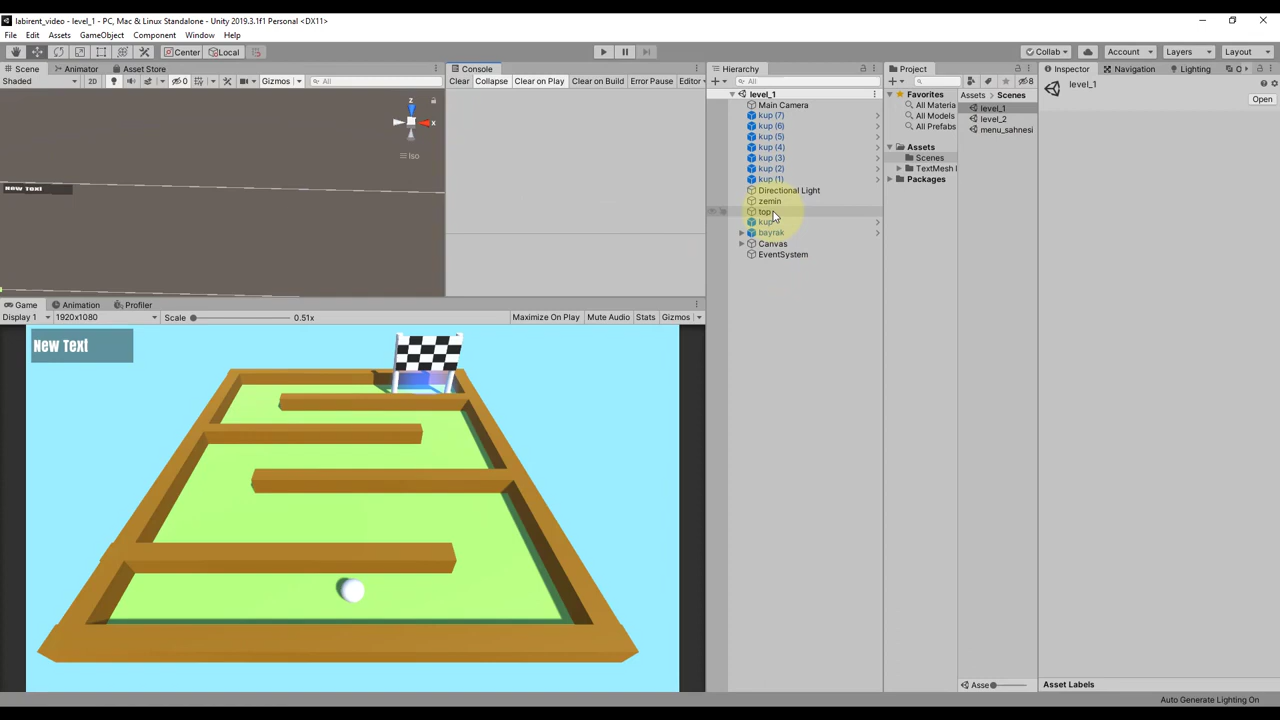 labirent_video - level_1 - PC, Mac & Linux Standalone - Unity 2019.3.1f1 Personal <DX11>
File Edit Assets GameObject Component Window Help
Center Local Collab Account Layers Layout
Scene Animator Asset Store
Shaded 2D 0 Gizmos All
z
x
Iso
New Text
Console
Clear Collapse Clear on Play Clear on Build Error Pause Editor
Game Animation Profiler
Display 1 1920x1080 Scale 0.51x Maximize On Play Mute Audio Stats Gizmos
New Text
Hierarchy
All
level_1
Main Camera
kup (7)
kup (6)
kup (5)
kup (4)
kup (3)
kup (2)
kup (1)
Directional Light
zemin
top
kup
bayrak
Canvas
EventSystem
Project
8
Favorites
All Materia
All Models
All Prefabs
Assets
Scenes
TextMesh
Packages
Assets Scenes
level_1
level_2
menu_sahnesi
Asse
Inspector Navigation Lighting O
level_1
Open
Asset Labels
Auto Generate Lighting On